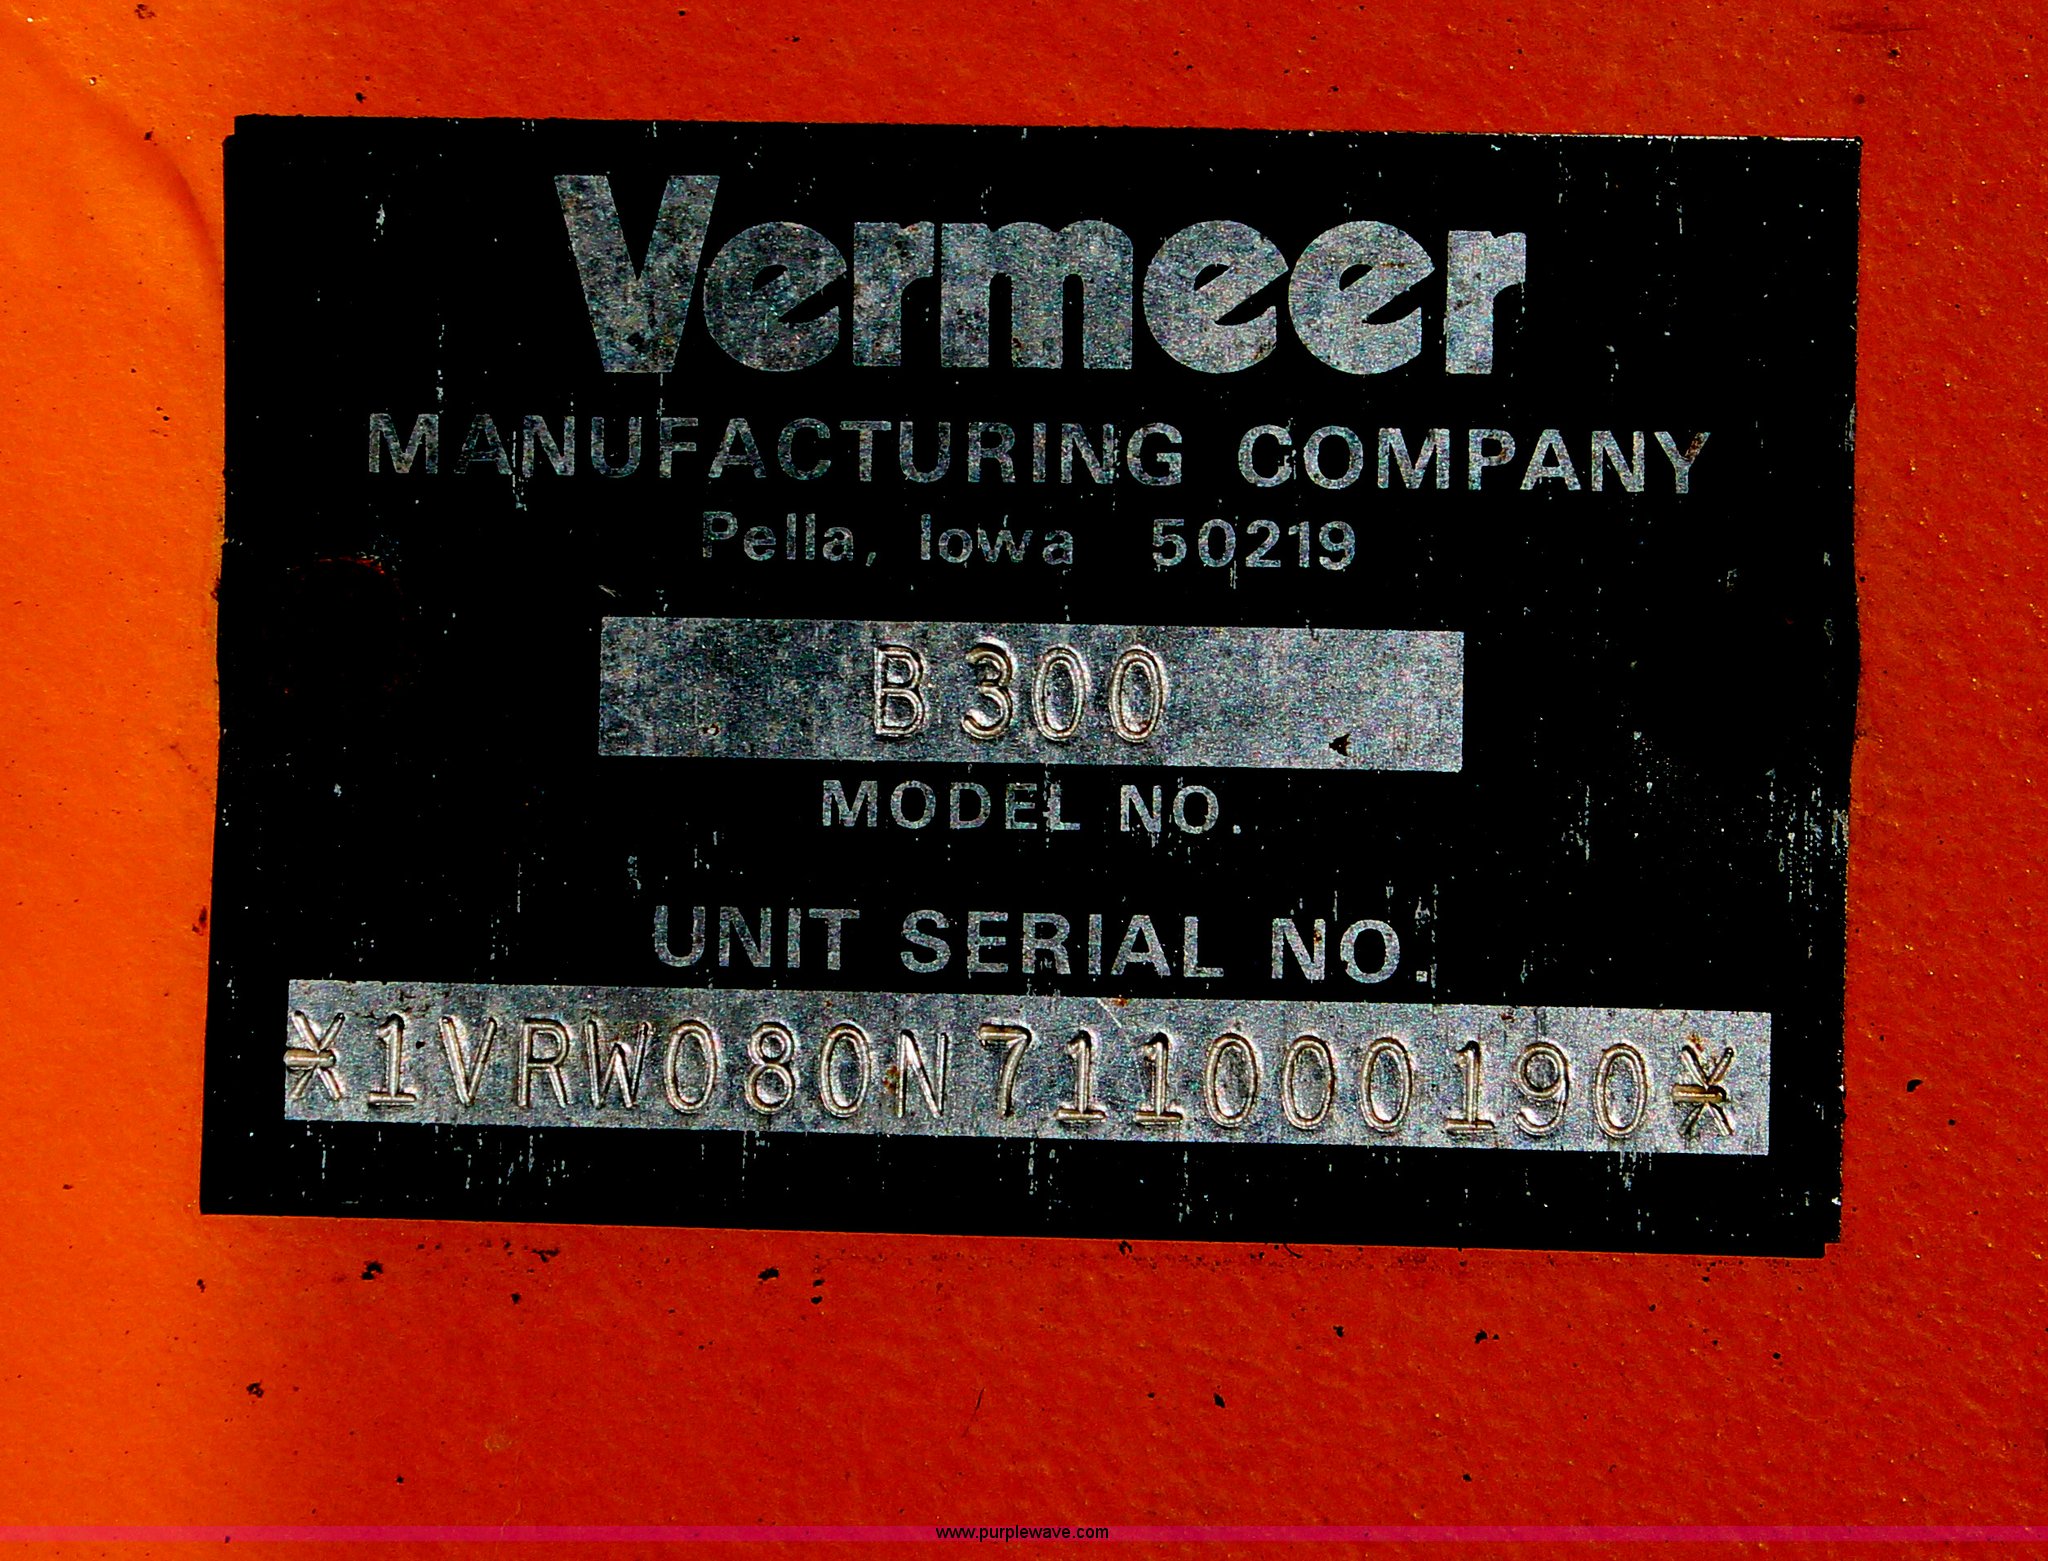 Vermeer
MANUFACTURING COMPANY
Pella, Iowa 50219
B300
MODEL NO.
UNIT SERIAL NO.
*1VRW080N711000190*
www.purplewave.com